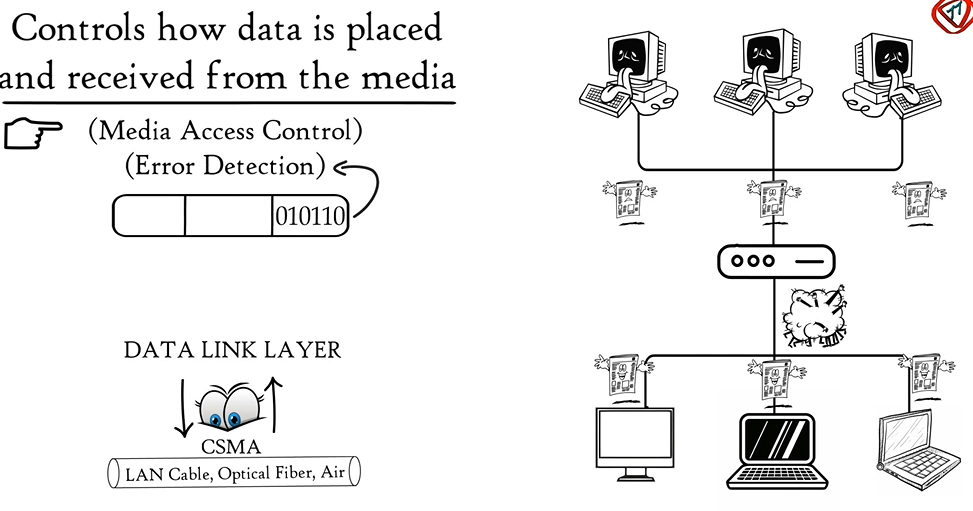 Controls how data is placed
and received from the media
(Media Access Control)
(Error Detection)
010110
DATA LINK LAYER
CSMA
LAN Cable, Optical Fiber, Air